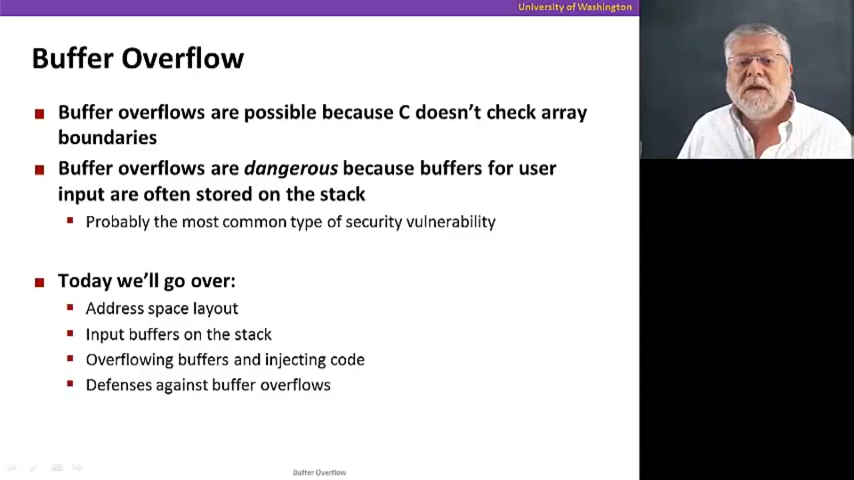 University of Washington
Buffer Overflow
Buffer overflows are possible because C doesn't check array
boundaries
Buffer overflows are dangerous because buffers for user
input are often stored on the stack
Probably the most common type of security vulnerability
Today we'll go over:
Address space layout
Input buffers on the stack
Overflowing buffers and injecting code
Defenses against buffer overflows
Buffer Overflow